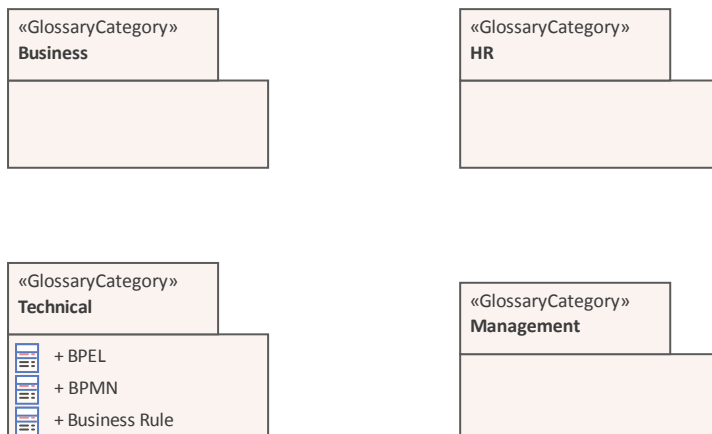 «GlossaryCategory»
Business
«GlossaryCategory»
HR
«GlossaryCategory»
Technical
+ BPEL
+ BPMN
+ Business Rule
«GlossaryCategory»
Management